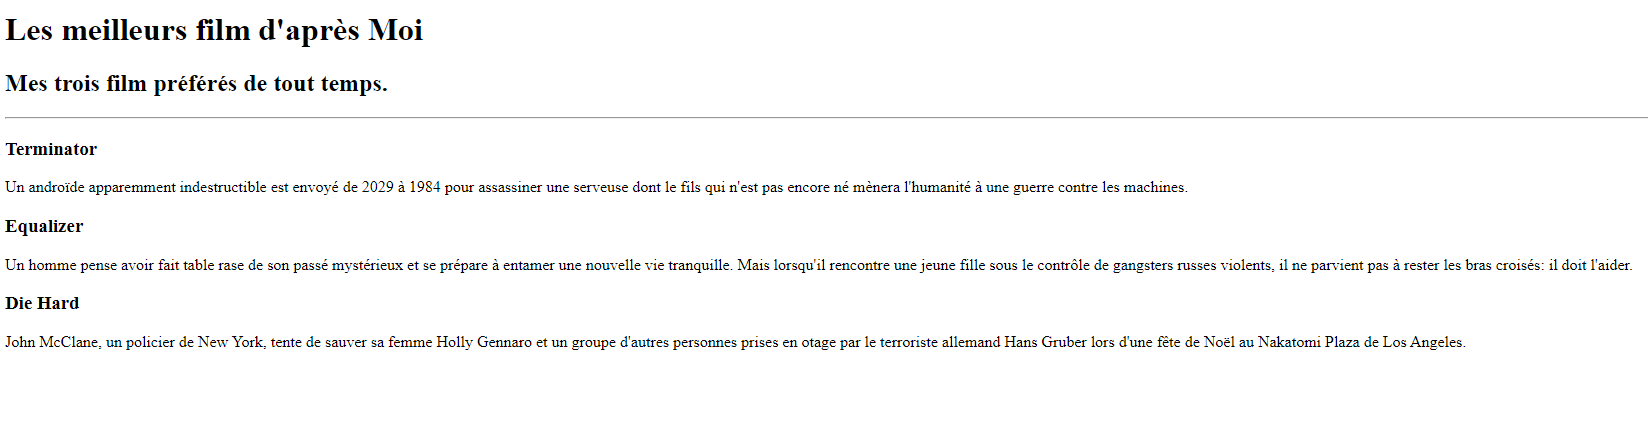 Les meilleurs film d'après Moi
Mes trois film préférés de tout temps.
Terminator
Un androïde apparemment indestructible est envoyé de 2029 à 1984 pour assassiner une serveuse dont le fils qui n'est pas encore né mènera l'humanité à une guerre contre les machines.
Equalizer
Un homme pense avoir fait table rase de son passé mystérieux et se prépare à entamer une nouvelle vie tranquille. Mais lorsqu'il rencontre une jeune fille sous le contrôle de gangsters russes violents, il ne parvient pas à rester les bras croisés: il doit l'aider.
Die Hard
John McClane, un policier de New York, tente de sauver sa femme Holly Gennaro et un groupe d'autres personnes prises en otage par le terroriste allemand Hans Gruber lors d'une fête de Noël au Nakatomi Plaza de Los Angeles.